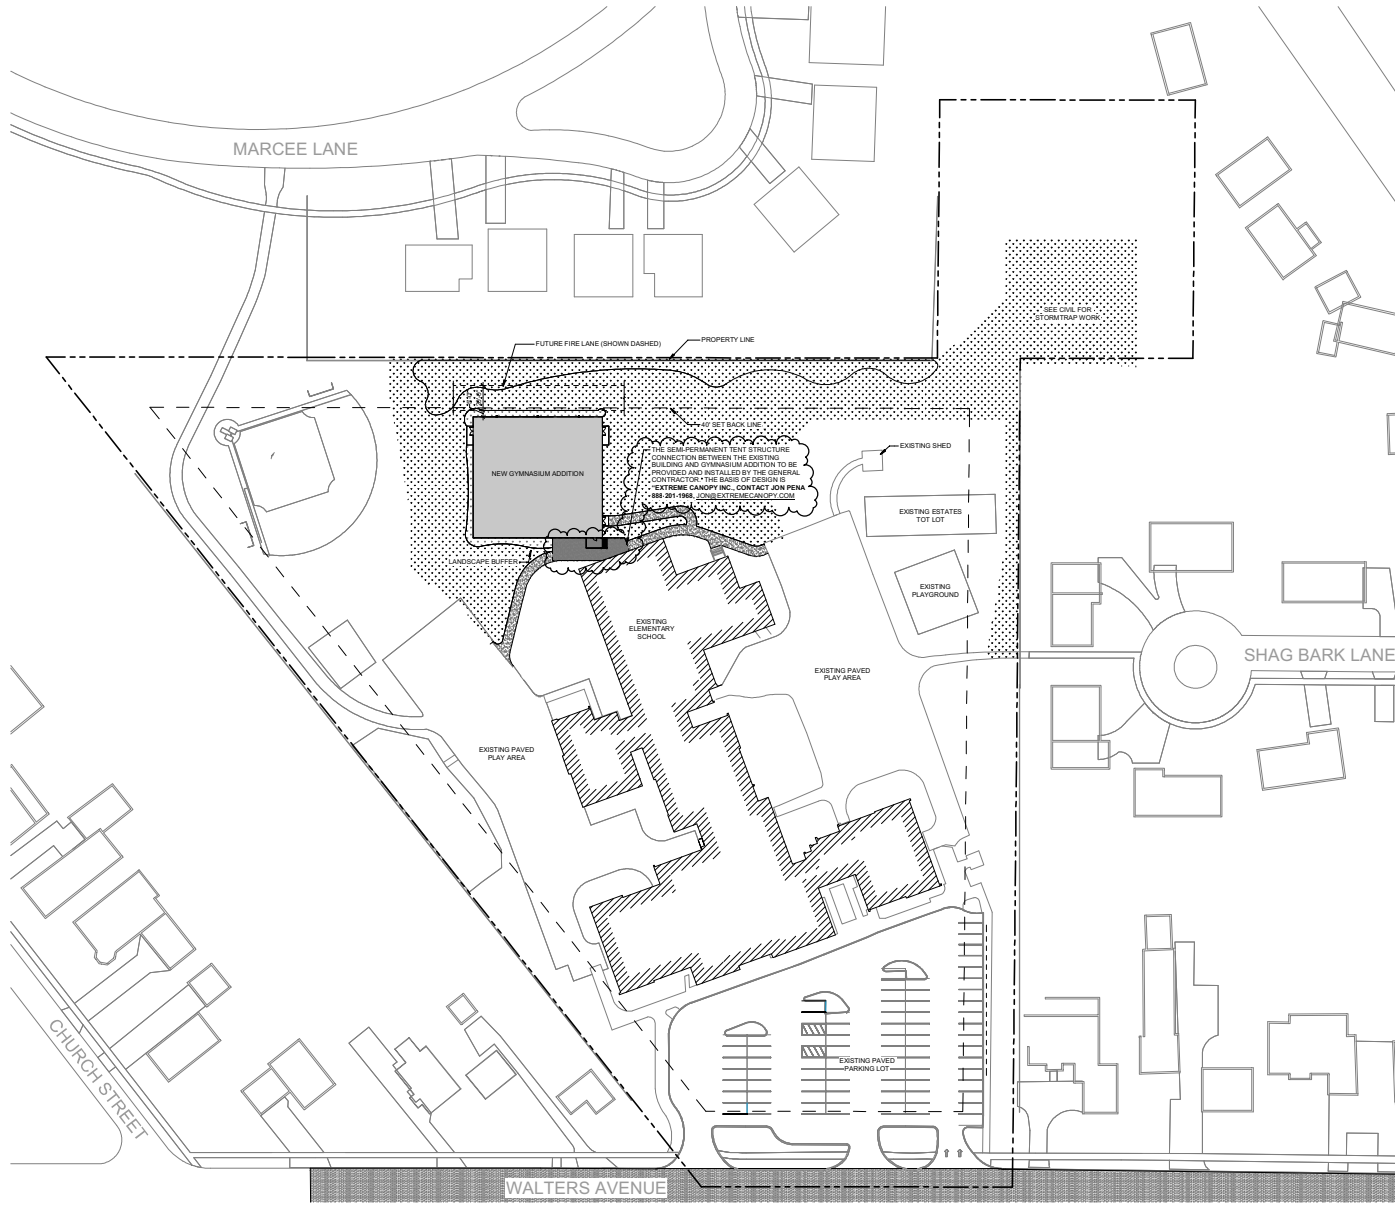 MARCEE LANE
SEE CIVIL FOR
STORMTRAP WORK
FUTURE FIRE LANE (SHOWN DASHED)
PROPERTY LINE
40' SET BACK LINE
EXISTING SHED
THE SEMI-PERMANENT TENT STRUCTURE
CONNECTION BETWEEN THE EXISTING
BUILDING AND GYMNASIUM ADDITION TO BE
PROVIDED AND INSTALLED BY THE GENERAL
CONTRACTOR. THE BASIS OF DESIGN IS
"EXTREME CANOPY INC., CONTACT JON PENA
888-201-1968, JON@EXTREMECANOPY.COM
NEW GYMNASIUM ADDITION
EXISTING ESTATES
TOT LOT
LANDSCAPE BUFFER
EXISTING
PLAYGROUND
EXISTING
ELEMENTARY
SCHOOL
SHAG BARK LANE
EXISTING PAVED
PLAY AREA
EXISTING PAVED
PLAY AREA
EXISTING PAVED
PARKING LOT
CHURCH STREET
WALTERS AVENUE